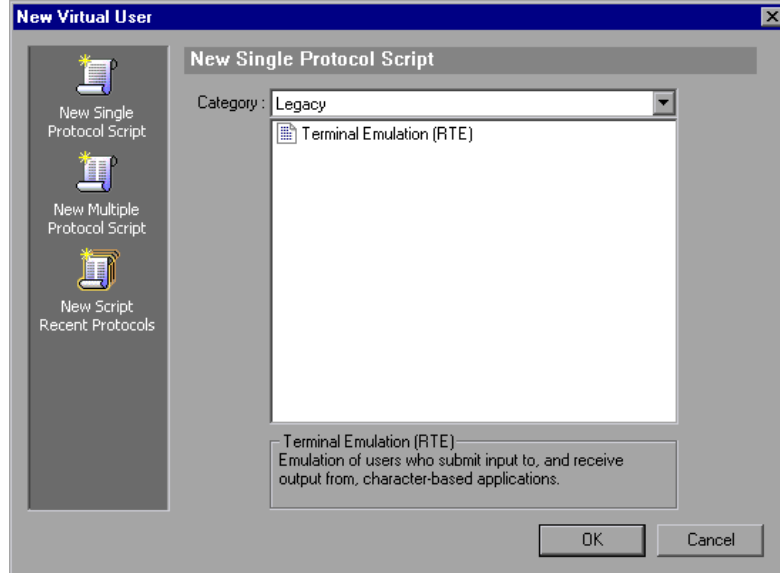 New Virtual User
New Single
Protocol Script
New Multiple
Protocol Script
New Script
Recent Protocols
New Single Protocol Script
Category :
Legacy
Terminal Emulation (RTE)
Terminal Emulation (RTE)
Emulation of users who submit input to, and receive
output from, character-based applications.
OK
Cancel